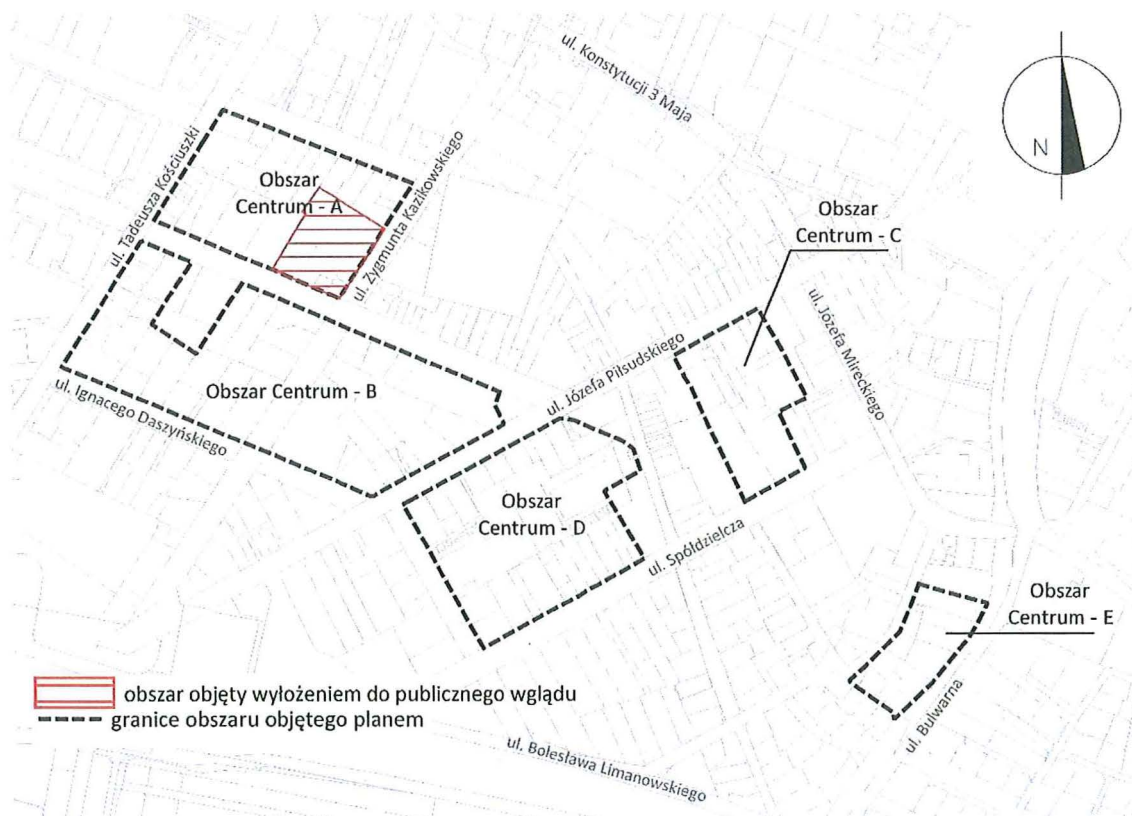 ul. Konstytucji 3 Maja
N
ul. Tadeusza Kościuszki
Obszar
Centrum - A
ul. Zygmunta Kazikowskiego
Obszar
Centrum - C
ul. Józefa Mireckiego
Obszar Centrum - B
ul. Ignacego Daszyńskiego
ul. Józefa Piłsudskiego
Obszar
Centrum - D
ul. Spółdzielcza
Obszar
Centrum - E
ul. Bulwarna
obszar objęty wyłożeniem do publicznego wglądu
granice obszaru objętego planem
ul. Bolesława Limanowskiego